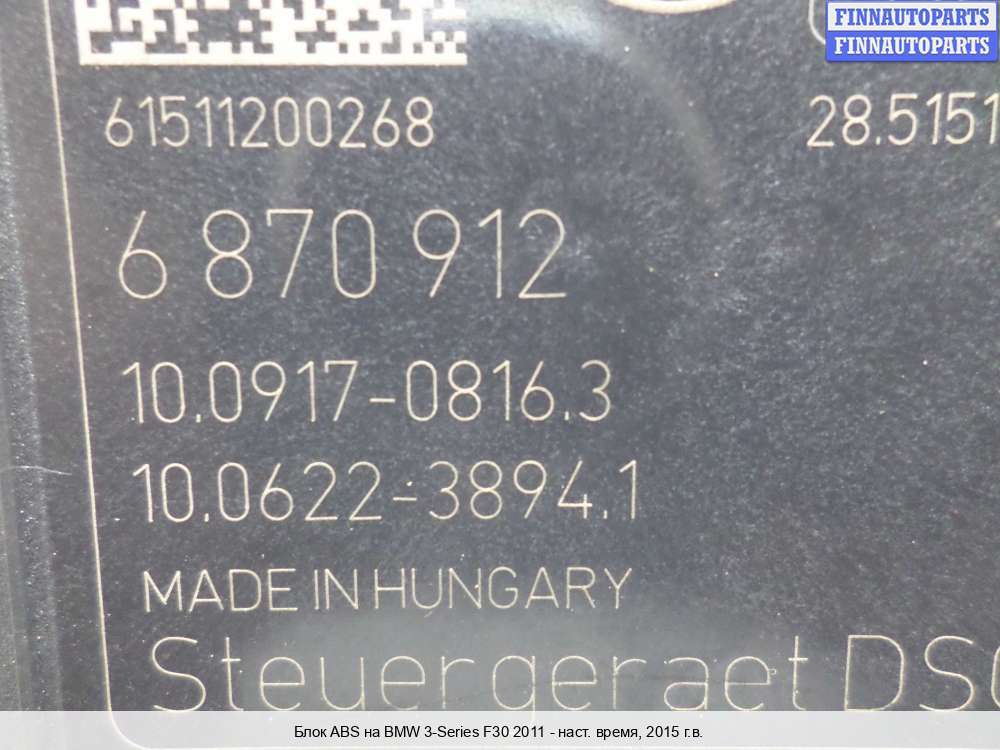 FINNAUTOPARTS
FINNAUTOPARTS
61511200268 28.5151
6 870 912
10.0917-0816.3
10.0622-3894.1
MADE IN HUNGARY
Steuergeraet DSC
Блок ABS на BMW 3-Series F30 2011 - наст. время, 2015 г.в.